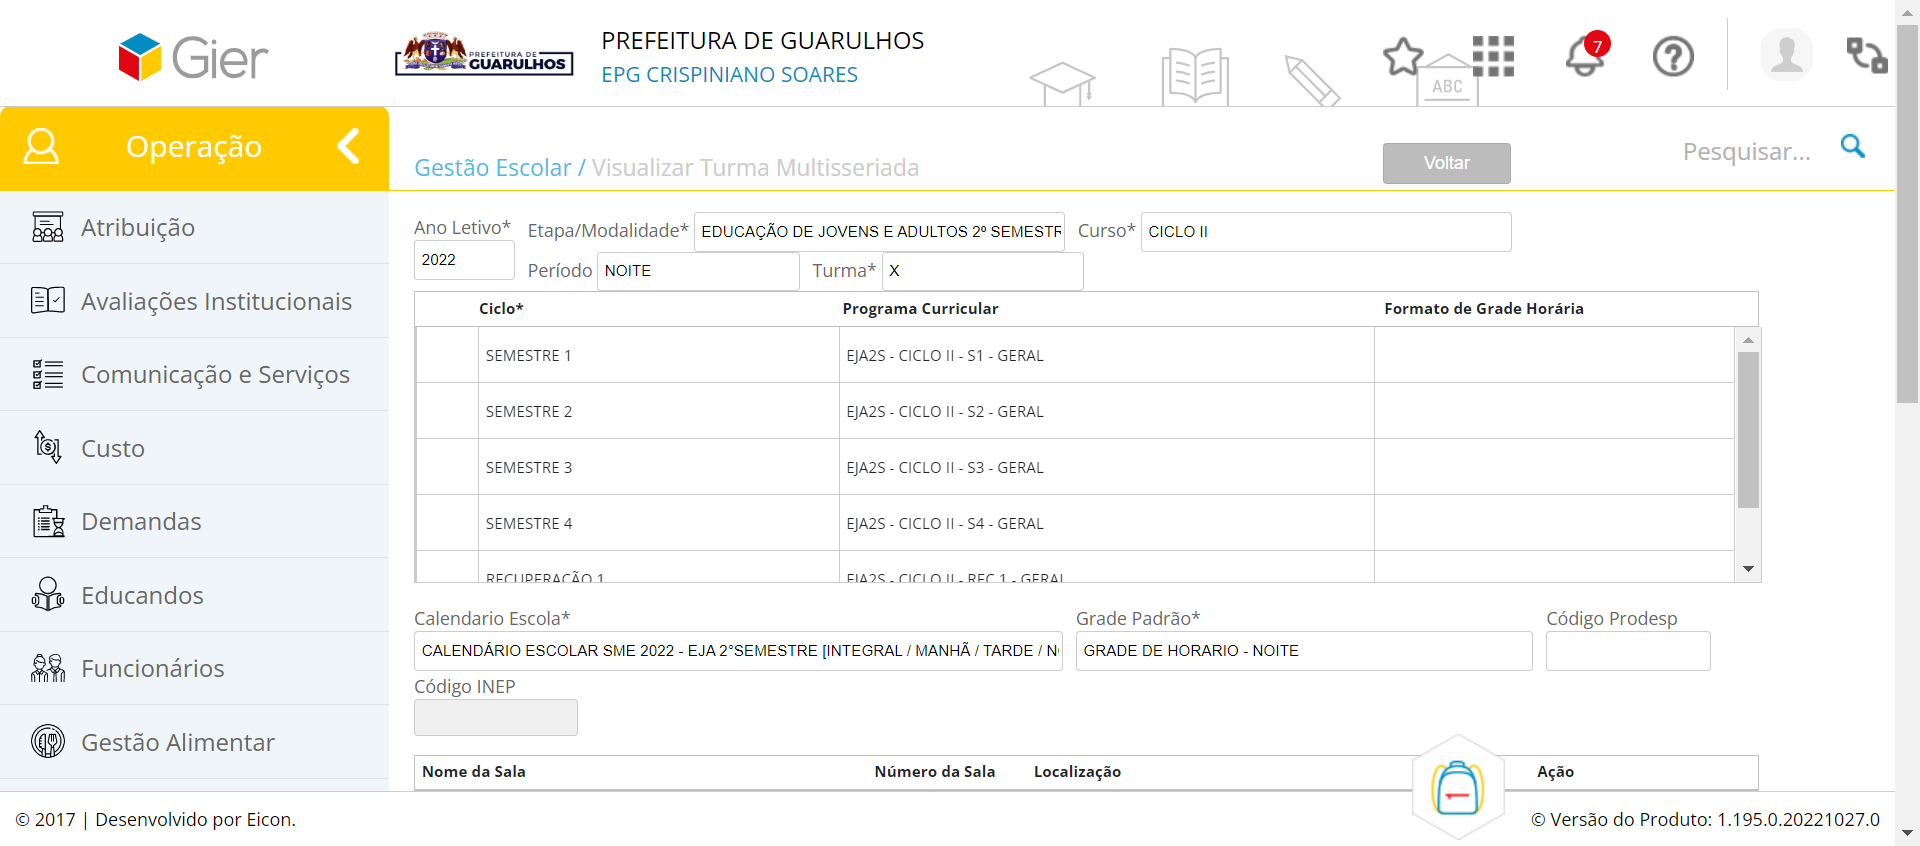 Gier
PREFEITURA DE
GUARULHOS
PREFEITURA DE GUARULHOS
EPG CRISPINIANO SOARES
ABC
7
Operação
Gestão Escolar / Visualizar Turma Multisseriada
Voltar
Pesquisar...
Atribuição
Avaliações Institucionais
Comunicação e Serviços
Custo
Demandas
Educandos
Funcionários
Gestão Alimentar
Ano Letivo*
2022
Etapa/Modalidade*
EDUCAÇÃO DE JOVENS E ADULTOS 2º SEMESTR
Curso*
CICLO II
Período
NOITE
Turma*
X
Ciclo* Programa Curricular Formato de Grade Horária
SEMESTRE 1 EJA2S - CICLO II - S1 - GERAL
SEMESTRE 2 EJA2S - CICLO II - S2 - GERAL
SEMESTRE 3 EJA2S - CICLO II - S3 - GERAL
SEMESTRE 4 EJA2S - CICLO II - S4 - GERAL
RECUPERAÇÃO 1 EJA2S - CICLO II - REC 1 - GERAL
Calendario Escola*
CALENDÁRIO ESCOLAR SME 2022 - EJA 2°SEMESTRE [INTEGRAL / MANHÃ / TARDE / N
Grade Padrão*
GRADE DE HORARIO - NOITE
Código Prodesp
Código INEP
Nome da Sala Número da Sala Localização Ação
© 2017 | Desenvolvido por Eicon.
© Versão do Produto: 1.195.0.20221027.0